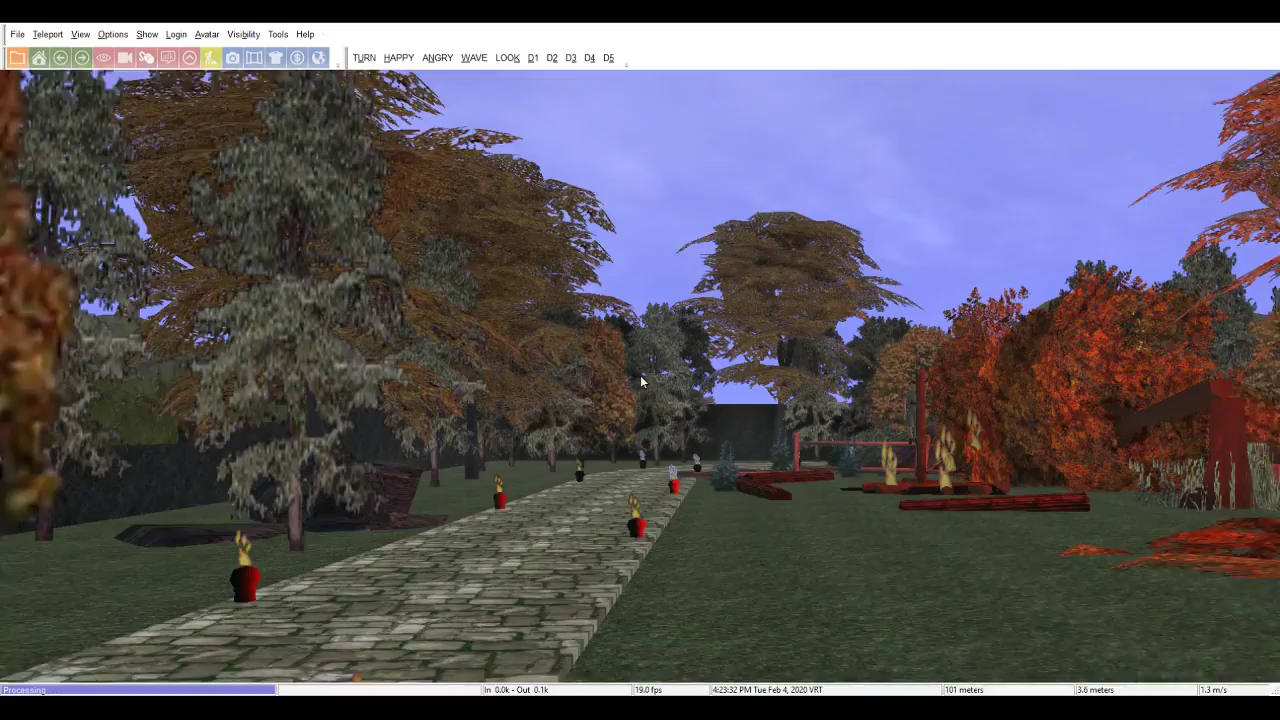 File Teleport View Options Show Login Avatar Visibility Tools Help
TURN HAPPY ANGRY WAVE LOOK D1 D2 D3 D4 D5
Processing In 0.0k - Out 0.1k 19.0 fps 4:23:32 PM Tue Feb 4, 2020 VRT 101 meters 3.6 meters 1.3 m/s